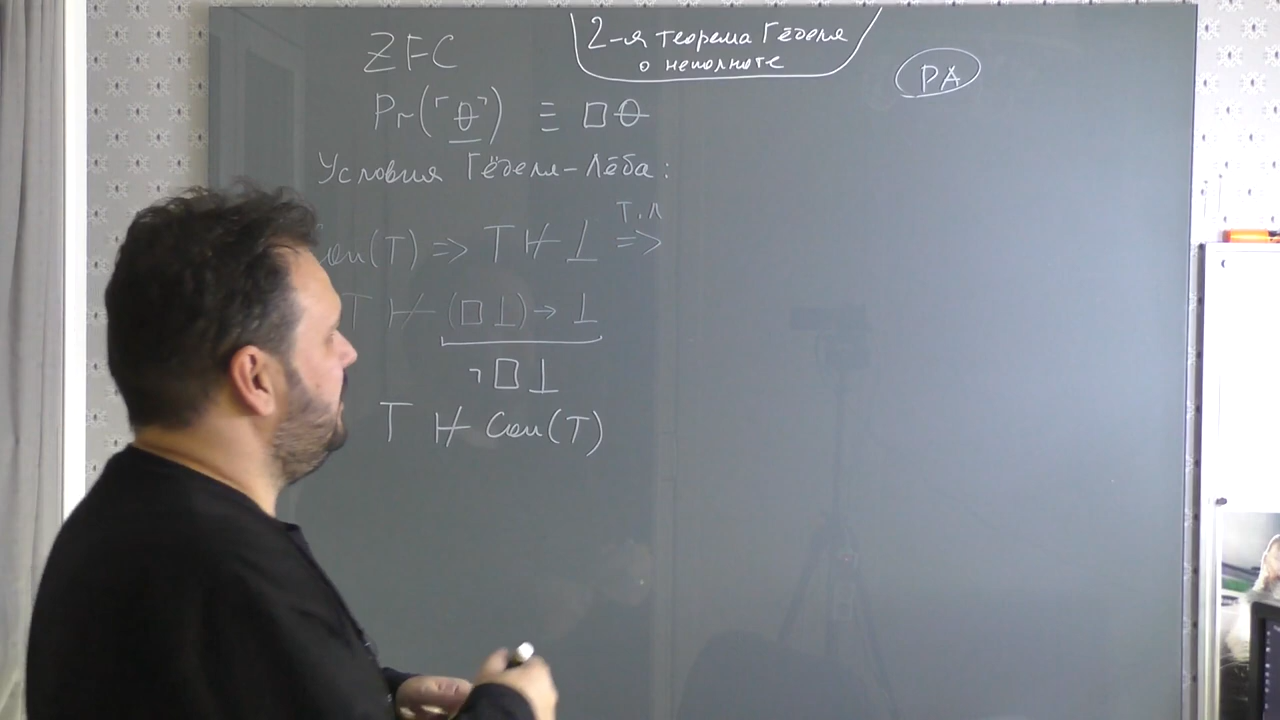 ZFC
2-я теорема Гёделя
о неполноте
PA
Pr(⌜θ⌝) ≡ □θ
Условия Гёделя-Лёба:
Con(T) => T ⊬ ⊥ =>
т.Л
T ⊬ (□⊥) → ⊥
¬□⊥
T ⊬ Con(T)